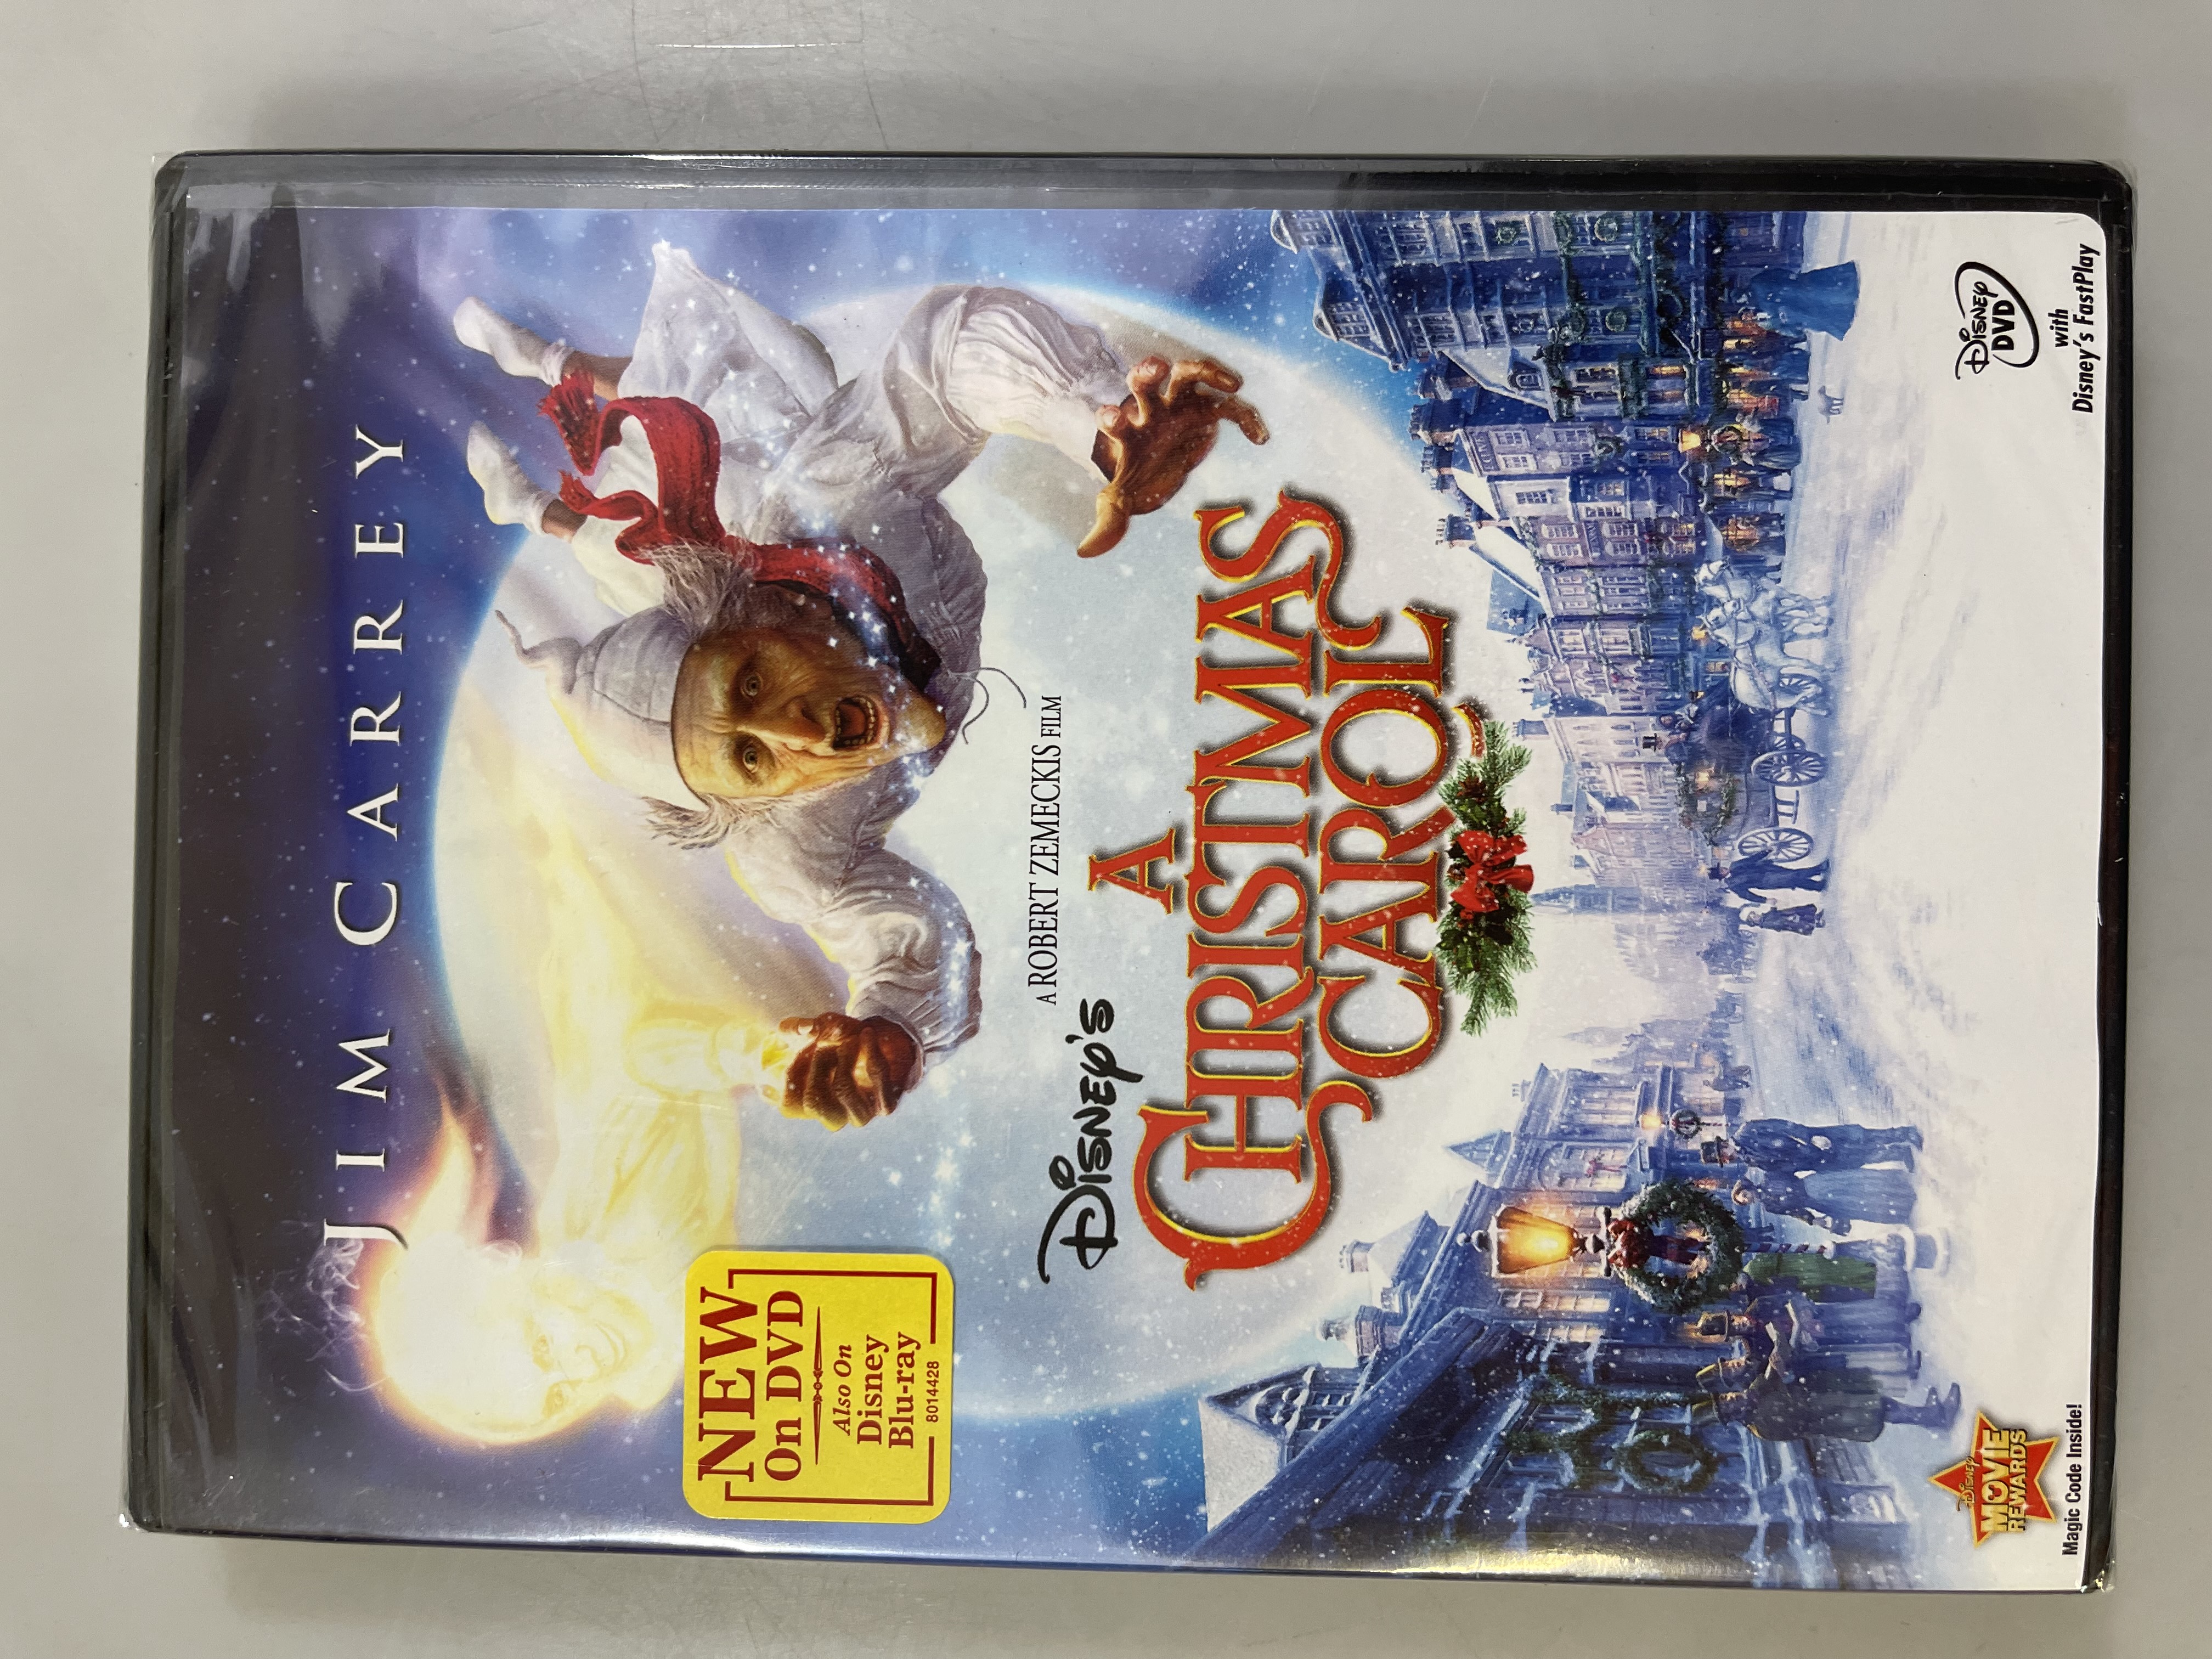 JIM CARREY
NEW
On DVD
Also On
Disney
Blu-ray
8014428
A ROBERT ZEMECKIS FILM
Disney's
A
CHRISTMAS
CAROL
Disney
MOVIE
REWARDS
Magic Code Inside!
Disney
DVD
with
Disney's FastPlay